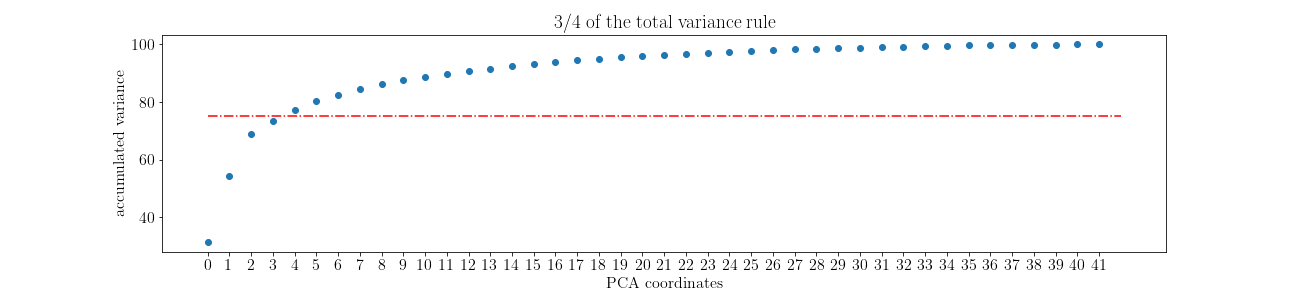 3/4 of the total variance rule
accumulated variance
100
80
60
40
0 1 2 3 4 5 6 7 8 9 10 11 12 13 14 15 16 17 18 19 20 21 22 23 24 25 26 27 28 29 30 31 32 33 34 35 36 37 38 39 40 41
PCA coordinates